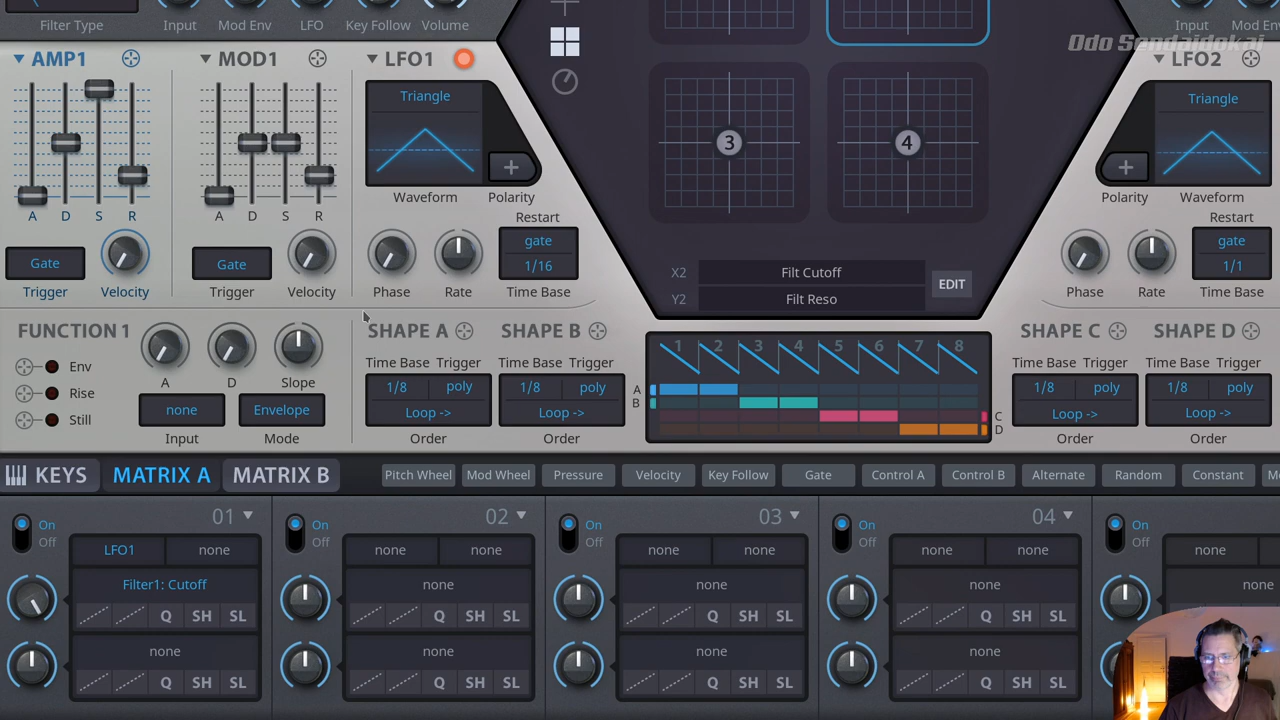 Filter Type
Input
Mod Env
LFO
Key Follow
Volume
Input
Mod Env
Odo Sendaidokai
AMP1
MOD1
LFO1
LFO2
Triangle
Waveform
Polarity
A D S R
A D S R
Restart
gate
1/16
Time Base
Gate
Trigger
Velocity
Gate
Trigger
Velocity
Phase
Rate
3
4
X2
Filt Cutoff
Y2
Filt Reso
EDIT
Triangle
Polarity
Waveform
Restart
gate
1/1
Phase
Rate
Time Base
FUNCTION 1
Env
Rise
Still
A
D
Slope
none
Input
Envelope
Mode
SHAPE A
Time Base Trigger
1/8 poly
Loop ->
Order
SHAPE B
Time Base Trigger
1/8 poly
Loop ->
Order
1 2 3 4 5 6 7 8
A
B
C
D
SHAPE C
Time Base Trigger
1/8 poly
Loop ->
Order
SHAPE D
Time Base Trigger
1/8 poly
Loop ->
Order
KEYS
MATRIX A
MATRIX B
Pitch Wheel
Mod Wheel
Pressure
Velocity
Key Follow
Gate
Control A
Control B
Alternate
Random
Constant
On
Off
01
LFO1
none
Filter1: Cutoff
Q SH SL
none
Q SH SL
On
Off
02
none
none
none
Q SH SL
none
Q SH SL
On
Off
03
none
none
none
Q SH SL
none
Q SH SL
On
Off
04
none
none
none
Q SH SL
none
Q SH SL
On
Off
none
none